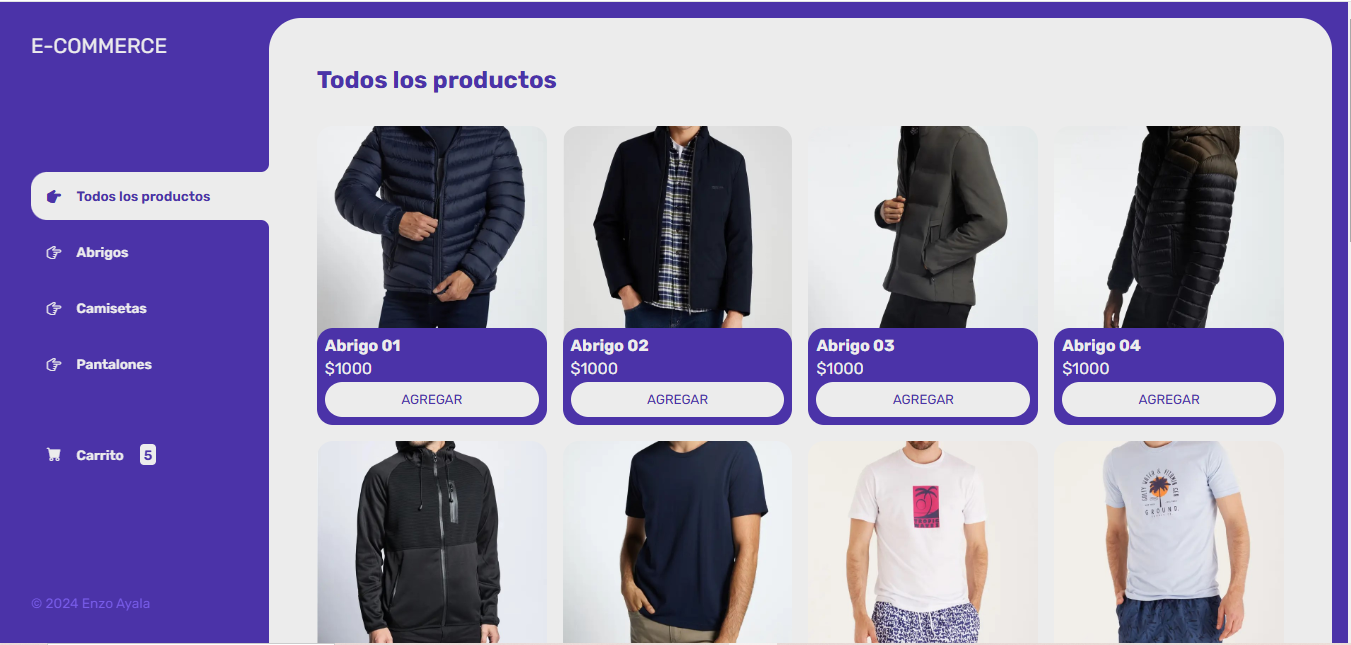 E-COMMERCE
Todos los productos
Abrigos
Camisetas
Pantalones
Carrito 5
© 2024 Enzo Ayala
Todos los productos
Abrigo 01
$1000
AGREGAR
Abrigo 02
$1000
AGREGAR
Abrigo 03
$1000
AGREGAR
Abrigo 04
$1000
AGREGAR
GROUND